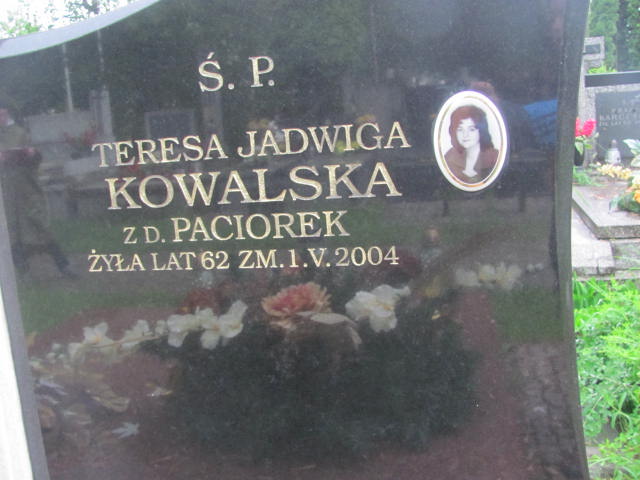 Ś. P.
TERESA JADWIGA
KOWALSKA
Z D. PACIOREK
ŻYŁA LAT 62 ZM. 1. V. 2004